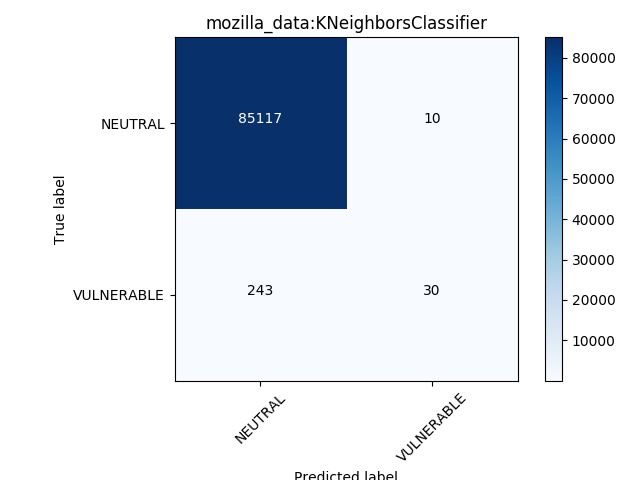 mozilla_data:KNeighborsClassifier
80000
70000
60000
50000
40000
30000
20000
10000
True label
NEUTRAL
85117
10
VULNERABLE
243
30
NEUTRAL
VULNERABLE
Predicted label